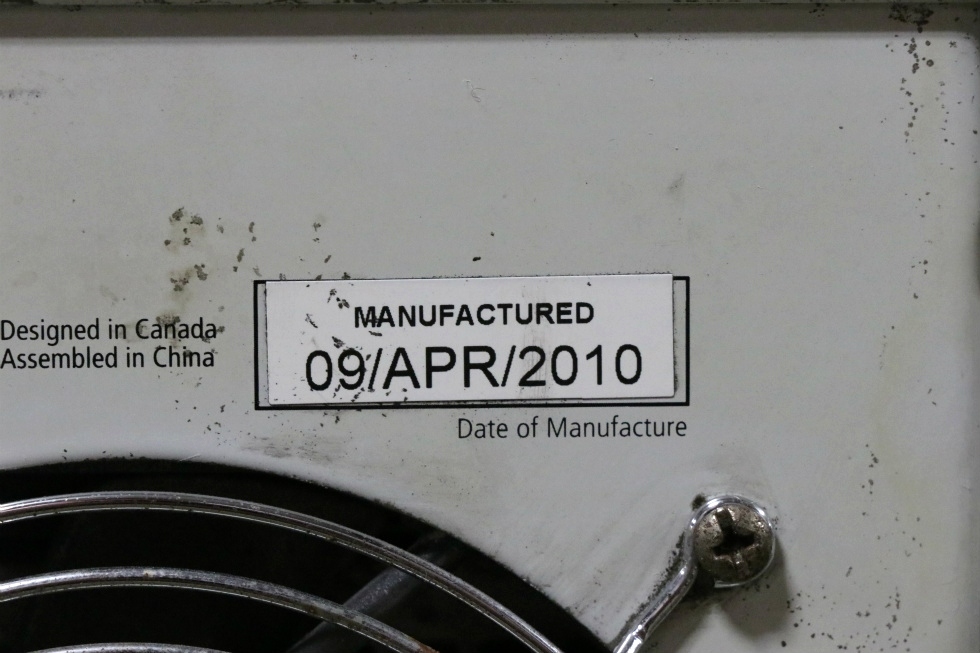 Designed in Canada
Assembled in China
MANUFACTURED
09/APR/2010
Date of Manufacture